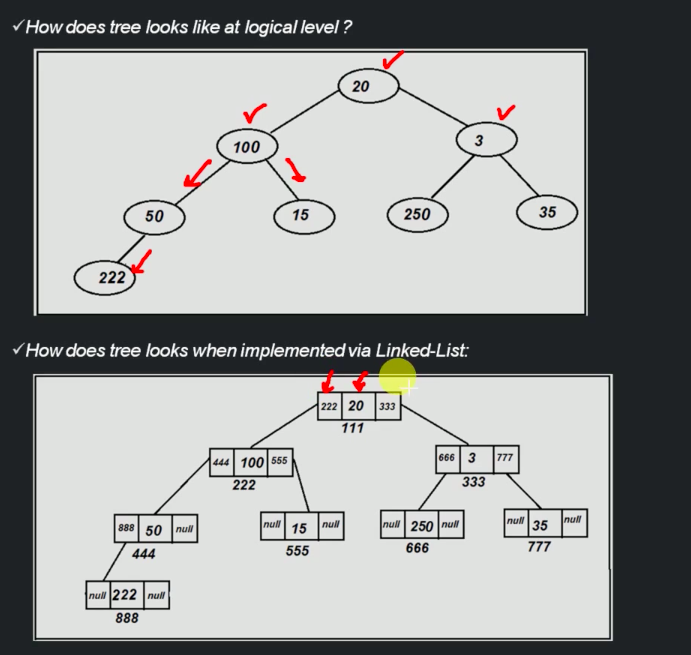 ✓How does tree looks like at logical level ?
20
100
3
50
15
250
35
222
✓How does tree looks when implemented via Linked-List:
222 20 333
111
444 100 555
222
666 3 777
333
888 50 null
444
null 15 null
555
null 250 null
666
null 35 null
777
null 222 null
888